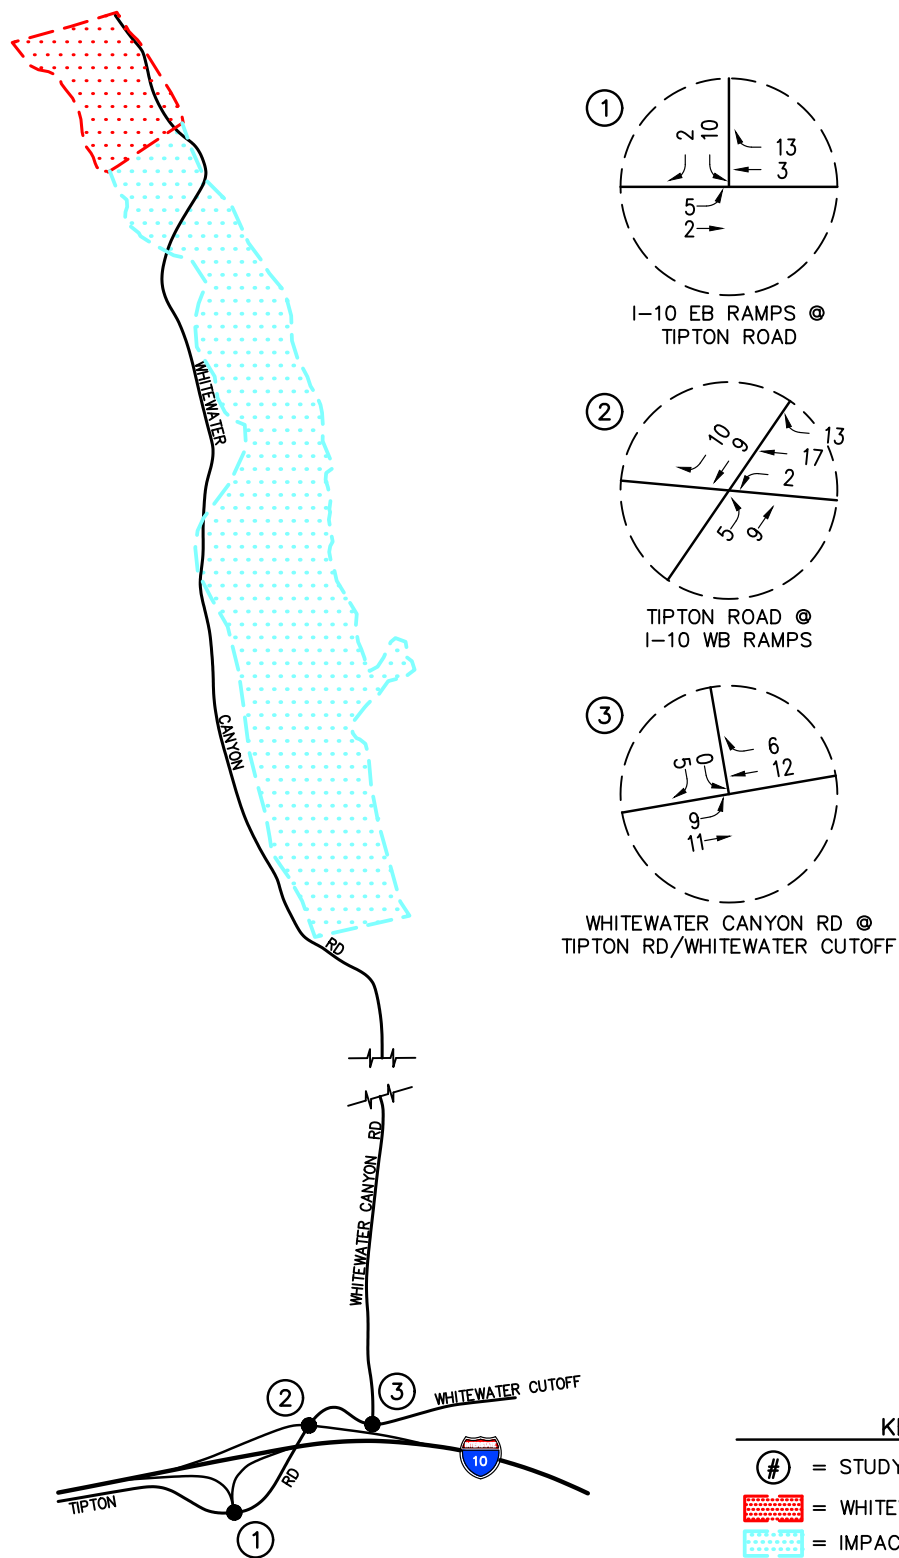 1
2 10
13
3
5
2
I-10 EB RAMPS @
TIPTON ROAD
2
10 9
13
17
2
5 9
TIPTON ROAD @
I-10 WB RAMPS
3
5 0
6
12
9
11
WHITEWATER CANYON RD @
TIPTON RD/WHITEWATER CUTOFF
WHITEWATER
CANYON
RD
WHITEWATER CANYON RD
2
3
WHITEWATER CUTOFF
10
TIPTON
RD
1
# = STUDY